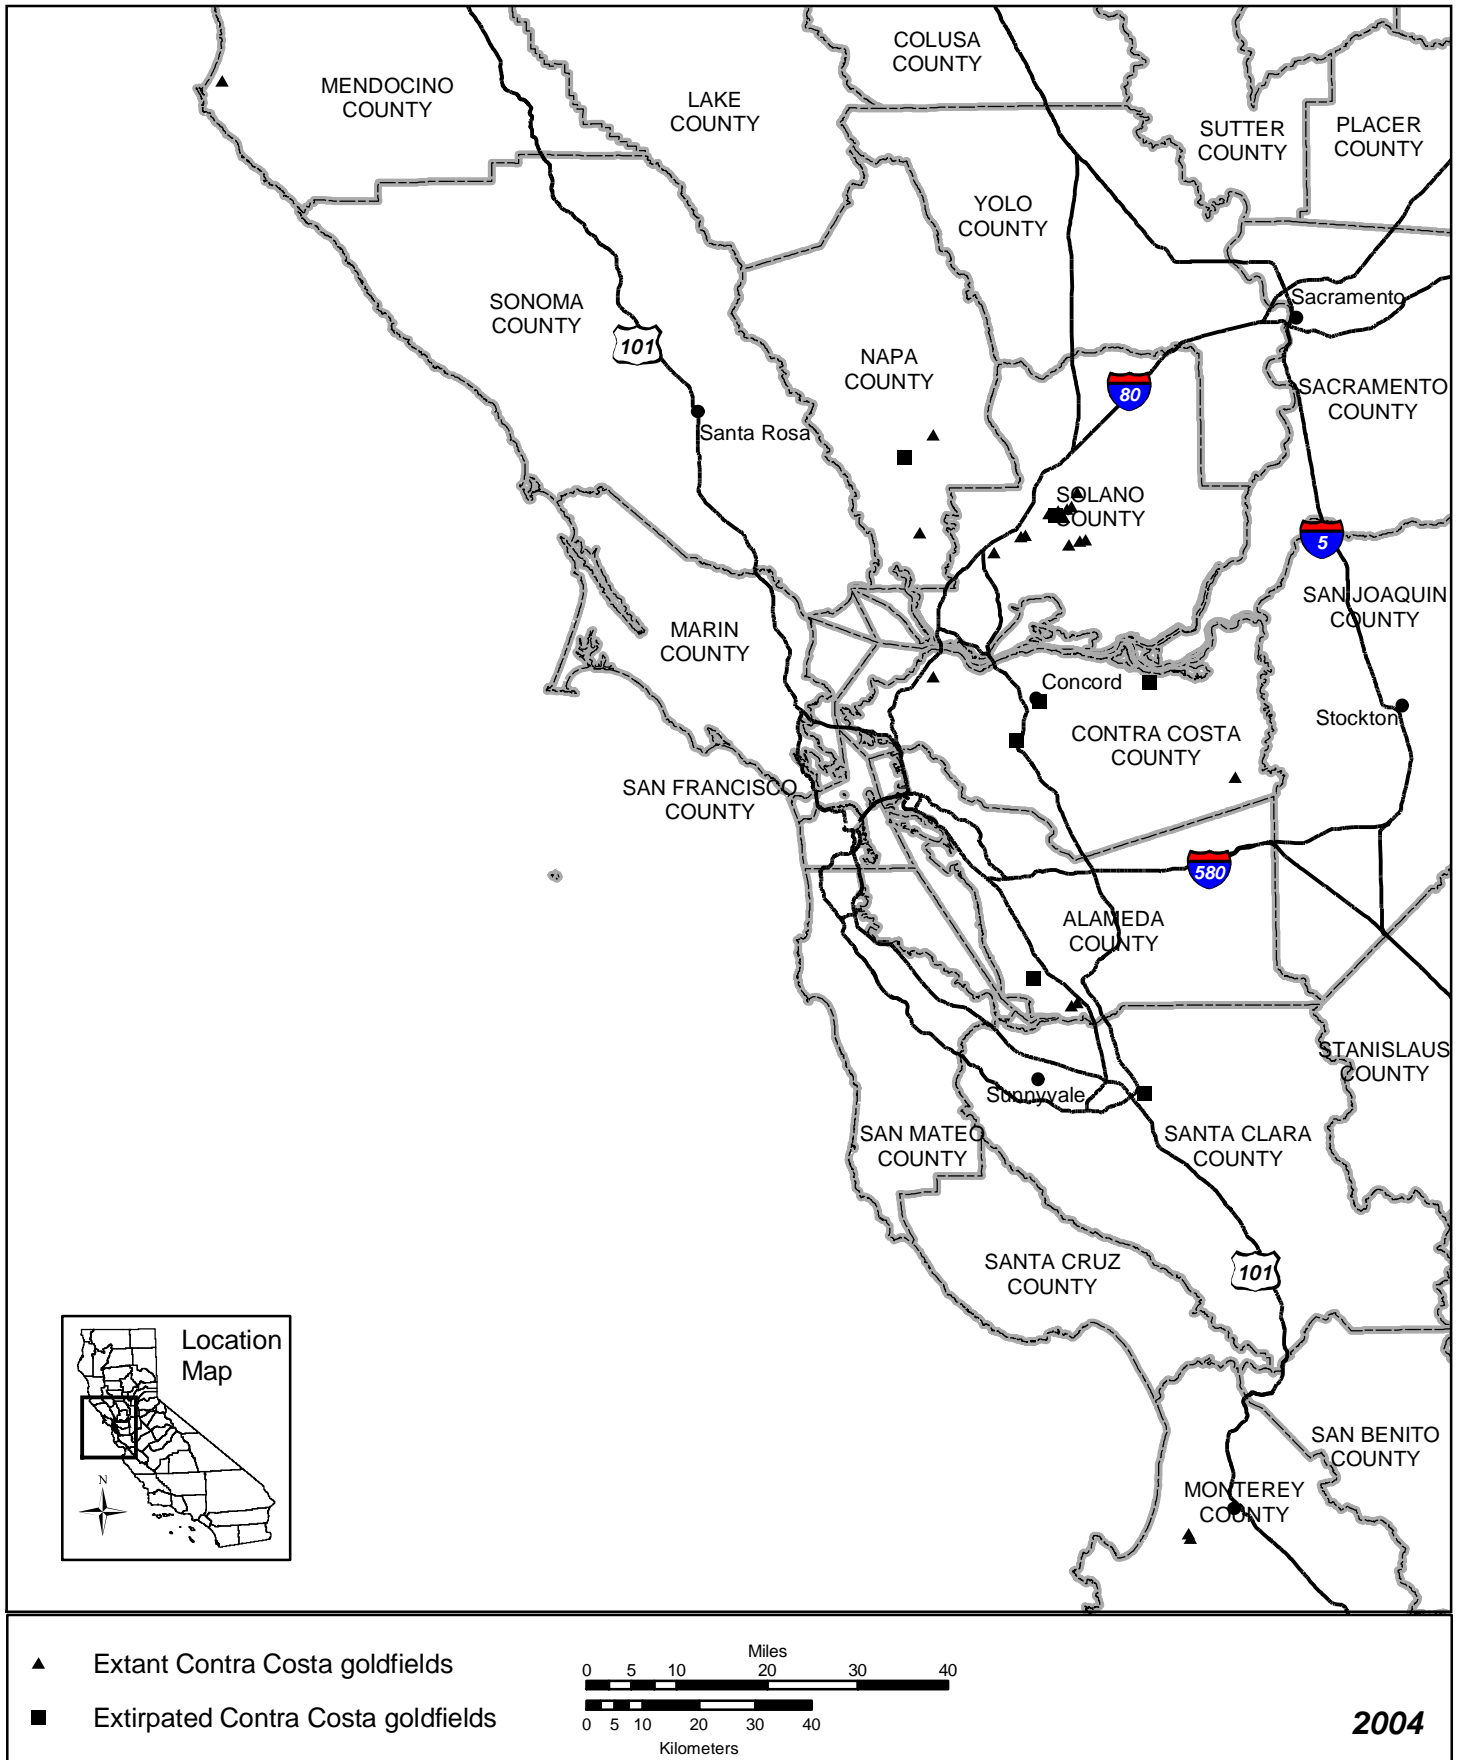 COLUSA
COUNTY
MENDOCINO
COUNTY
LAKE
COUNTY
SUTTER
COUNTY
PLACER
COUNTY
YOLO
COUNTY
SONOMA
COUNTY
Sacramento
101
NAPA
COUNTY
80
SACRAMENTO
COUNTY
Santa Rosa
SOLANO
COUNTY
5
SAN JOAQUIN
COUNTY
MARIN
COUNTY
Concord
Stockton
CONTRA COSTA
COUNTY
SAN FRANCISCO
COUNTY
580
ALAMEDA
COUNTY
STANISLAUS
COUNTY
Sunnyvale
SAN MATEO
COUNTY
SANTA CLARA
COUNTY
SANTA CRUZ
COUNTY
101
Location
Map
N
SAN BENITO
COUNTY
MONTEREY
COUNTY
Extant Contra Costa goldfields
Extirpated Contra Costa goldfields
Miles
0 5 10 20 30 40
0 5 10 20 30 40
Kilometers
2004